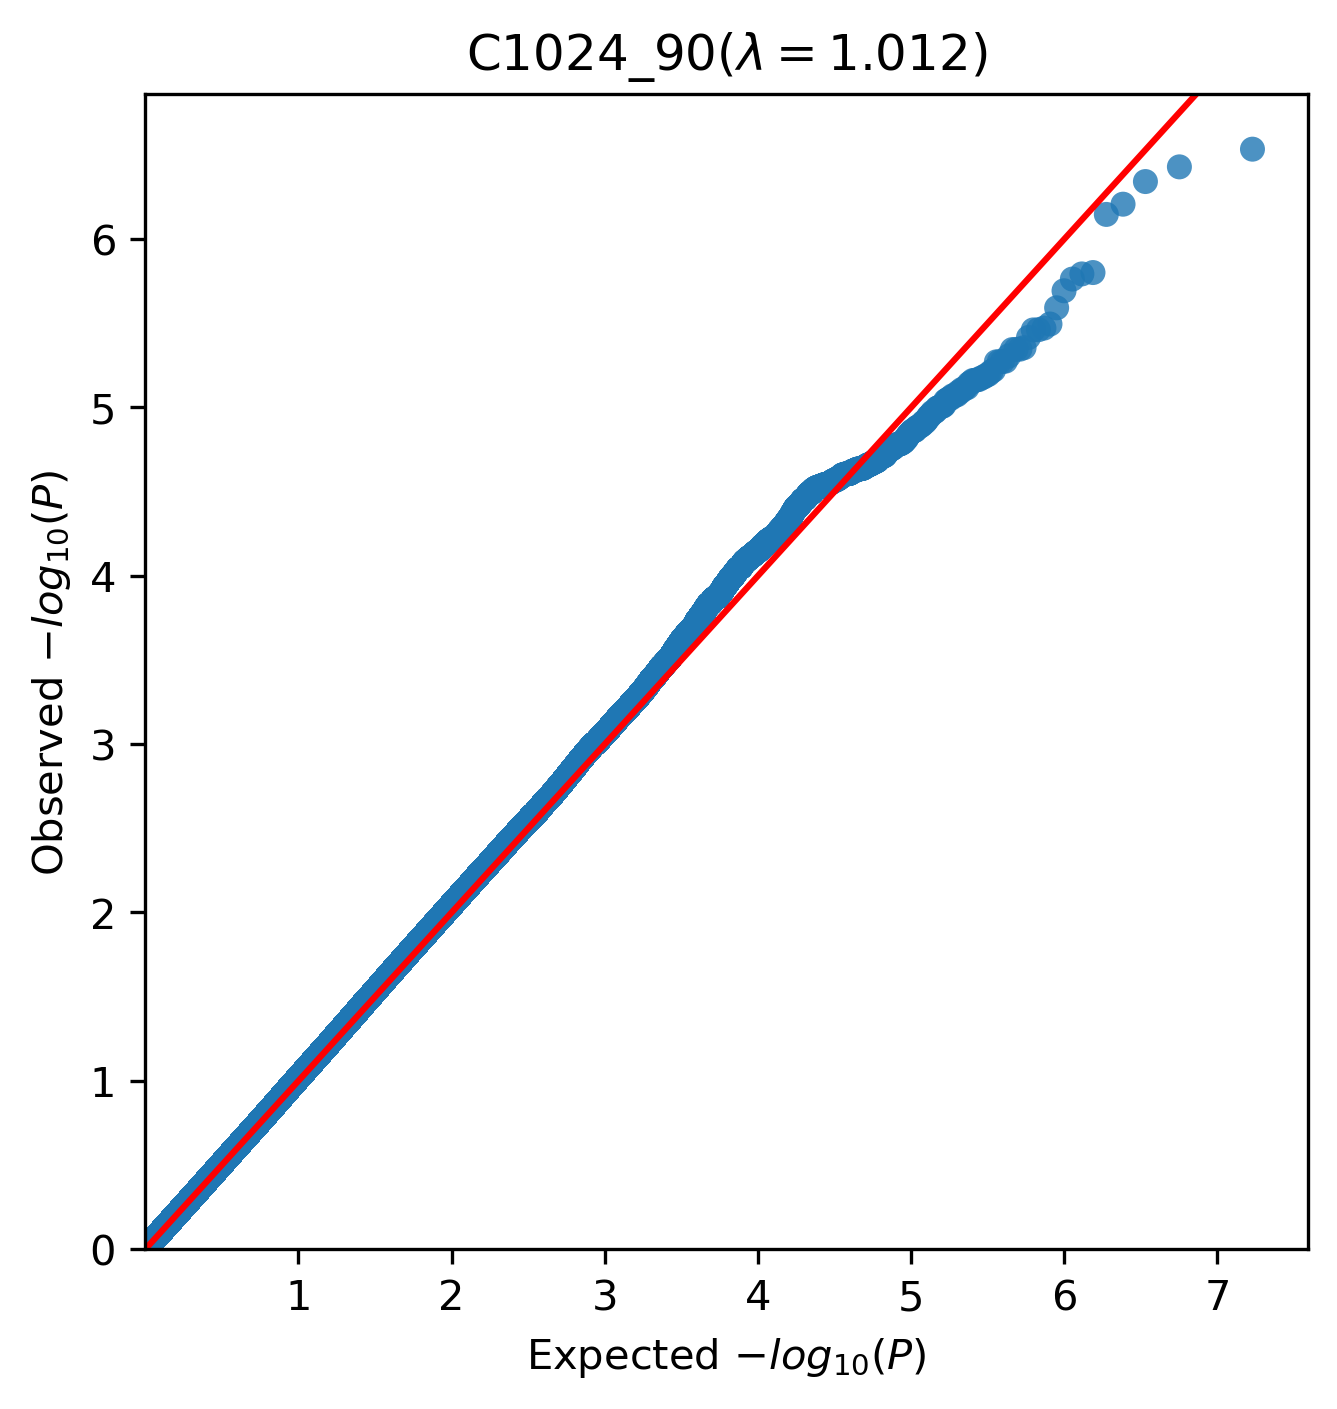 C1024_90(λ = 1.012)
Observed −log₁₀(P)
6
5
4
3
2
1
0
1 2 3 4 5 6 7
Expected −log₁₀(P)